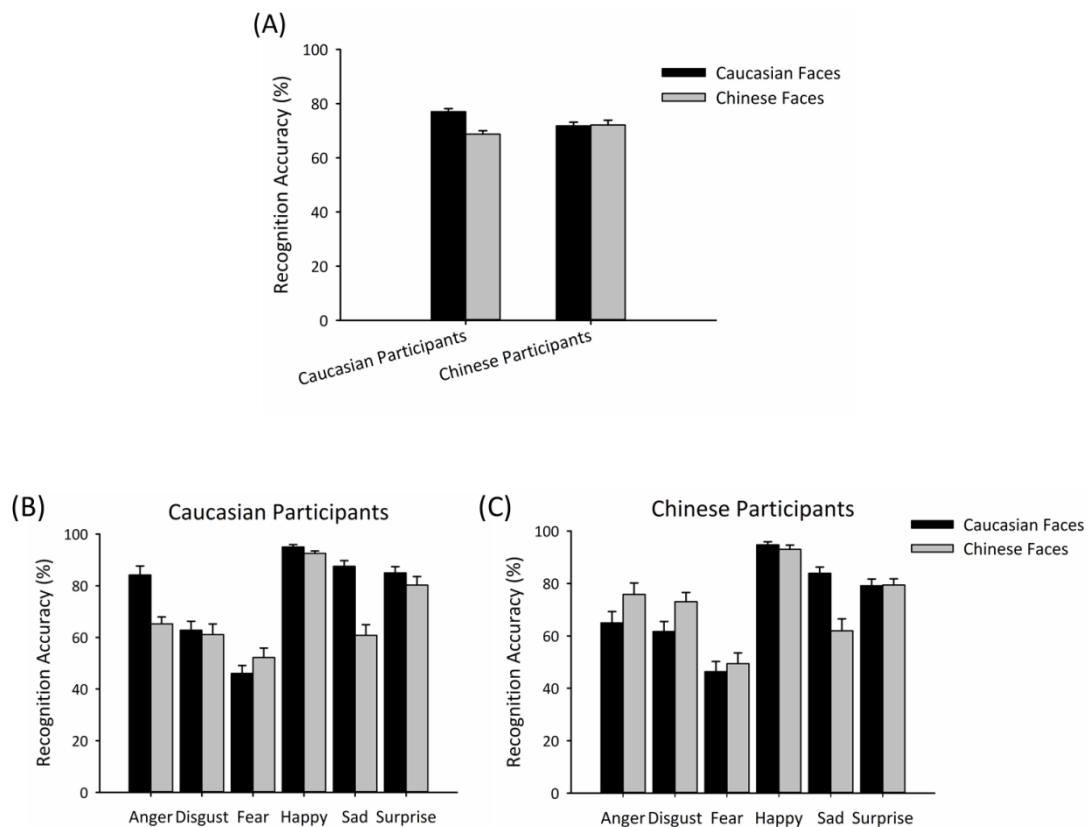 (A)
100
80
60
40
20
0
Recognition Accuracy (%)
Caucasian Faces
Chinese Faces
Caucasian Participants
Chinese Participants
(B)
Caucasian Participants
100
80
60
40
20
0
Recognition Accuracy (%)
Anger Disgust Fear Happy Sad Surprise
(C)
Chinese Participants
100
80
60
40
20
0
Recognition Accuracy (%)
Anger Disgust Fear Happy Sad Surprise
Caucasian Faces
Chinese Faces